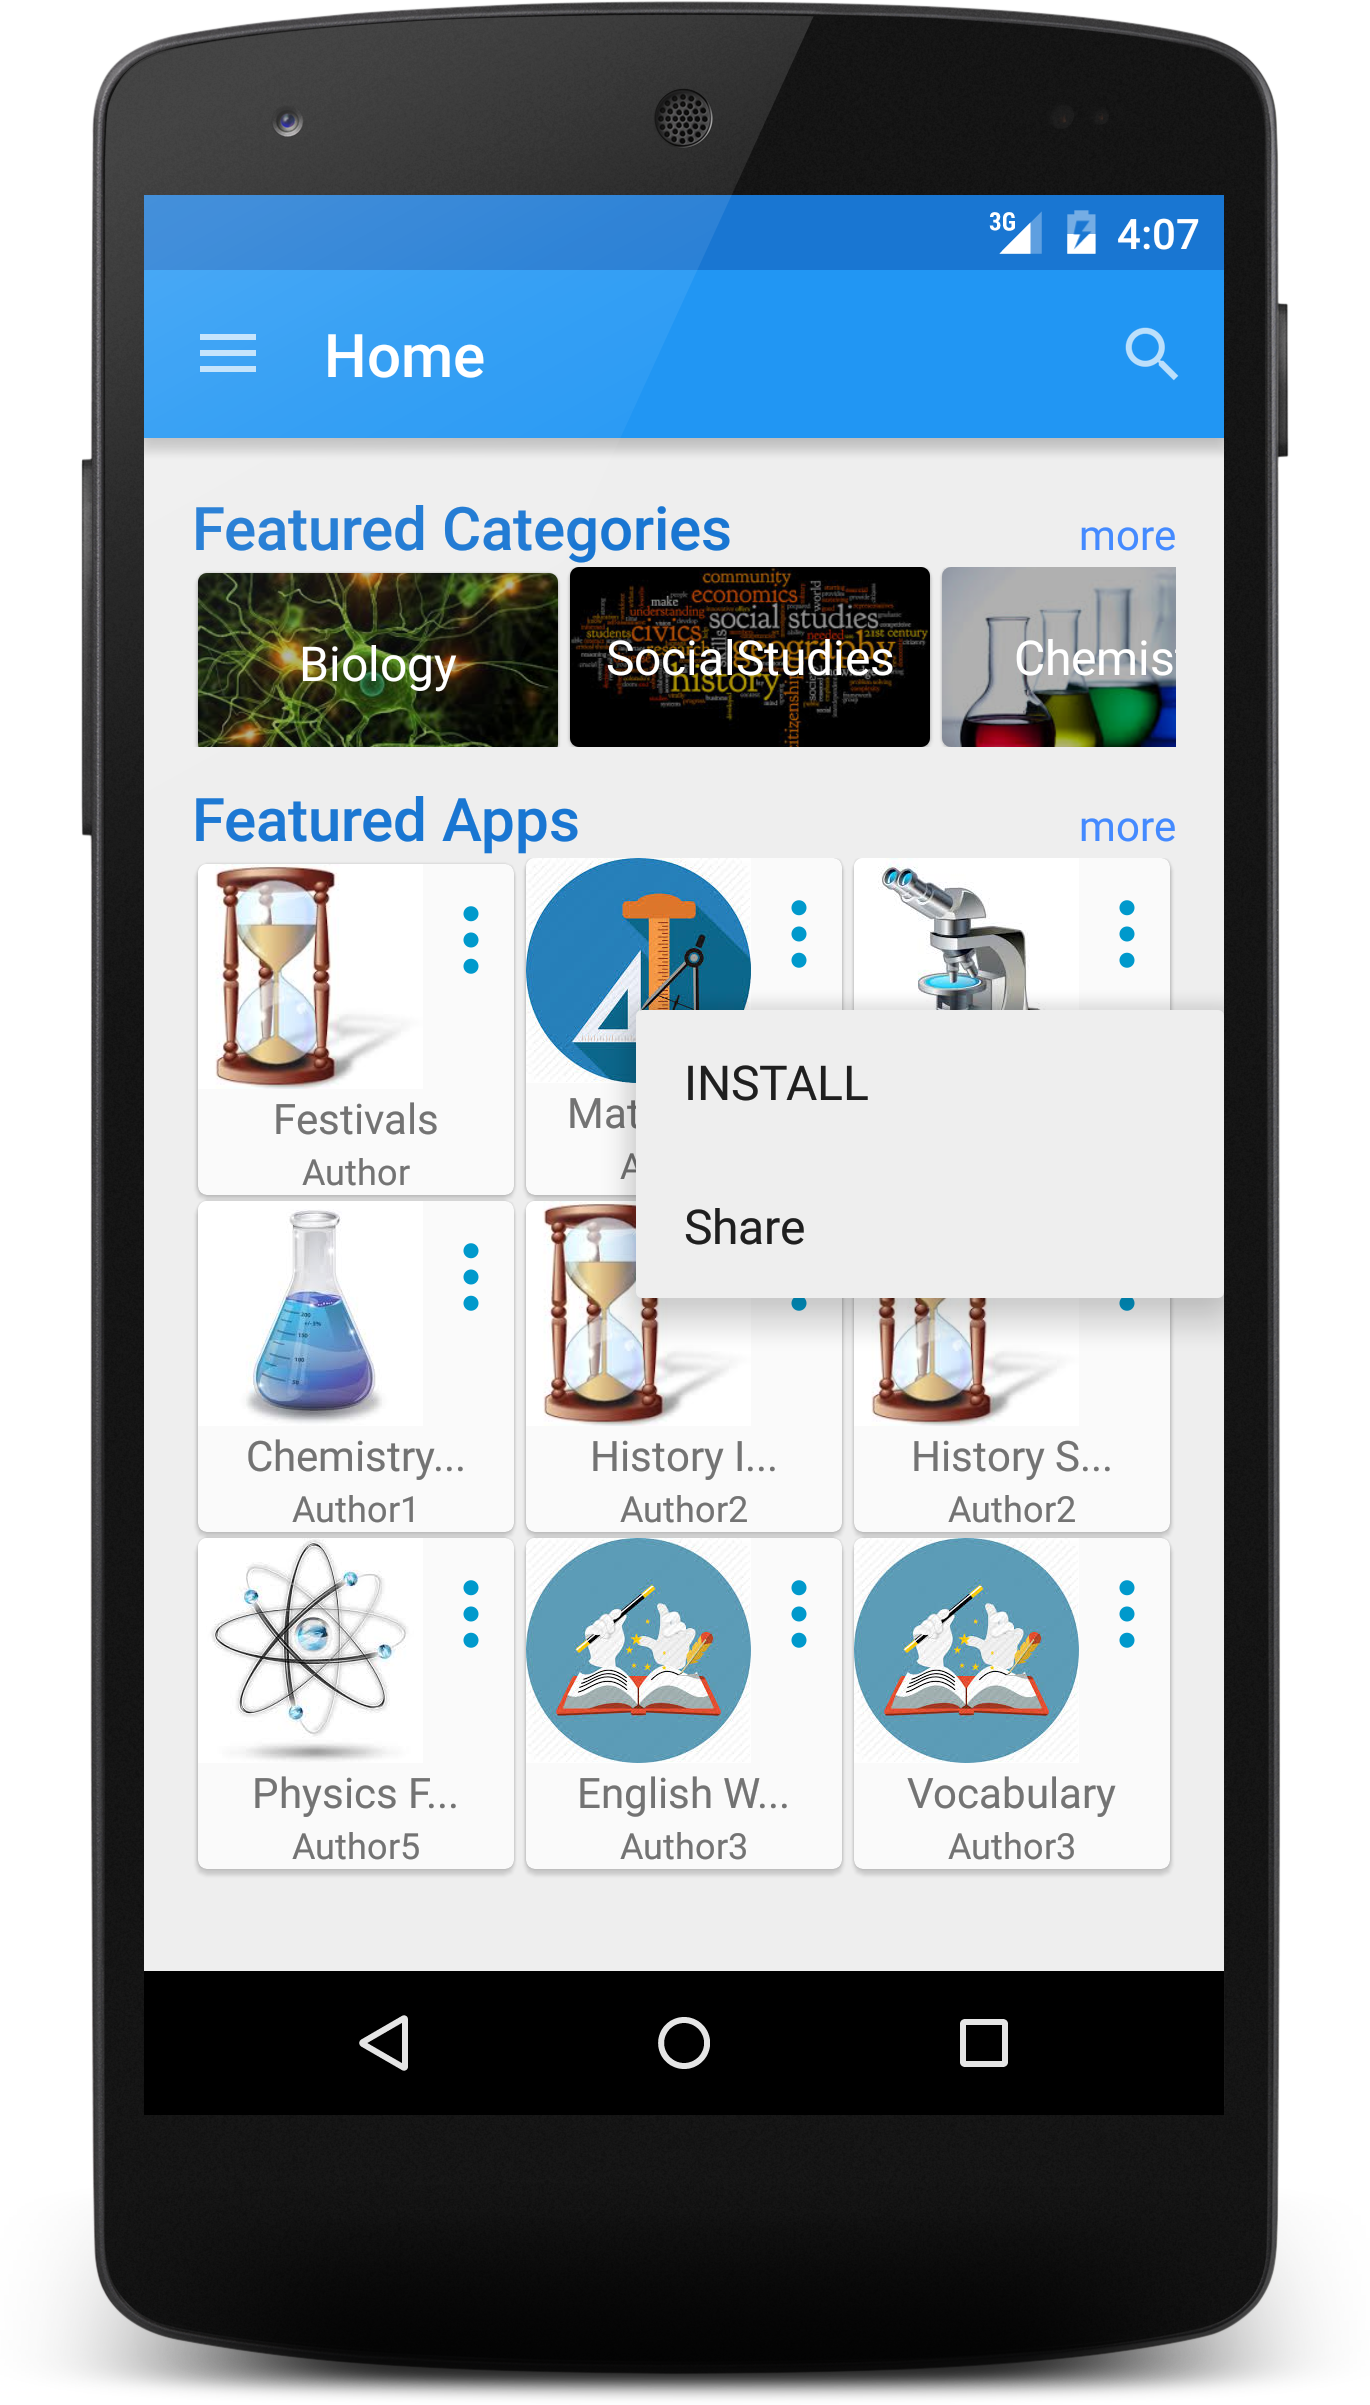 3G 4:07
Home
Featured Categories more
Biology
SocialStudies
Chemis
community
economics
make
understanding
social studies
students
civics
21st century
geography
history
citizenship
Featured Apps more
Festivals
Author
Mat
A
INSTALL
Share
Chemistry...
Author1
History I...
Author2
History S...
Author2
Physics F...
Author5
English W...
Author3
Vocabulary
Author3